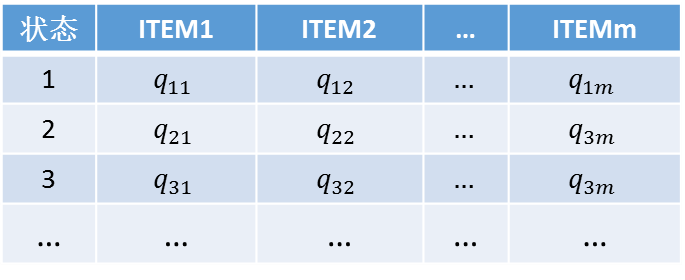 状态 ITEM1 ITEM2 ... ITEMm
1 q₁₁ q₁₂ ... q₁ₘ
2 q₂₁ q₂₂ ... q₃ₘ
3 q₃₁ q₃₂ ... q₃ₘ
... ... ... ... ...